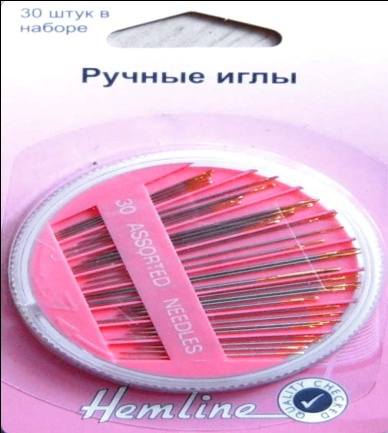 30 штук в
наборе
Ручные иглы
30 ASSORTED NEEDLES
Hemline
QUALITY CHECKED